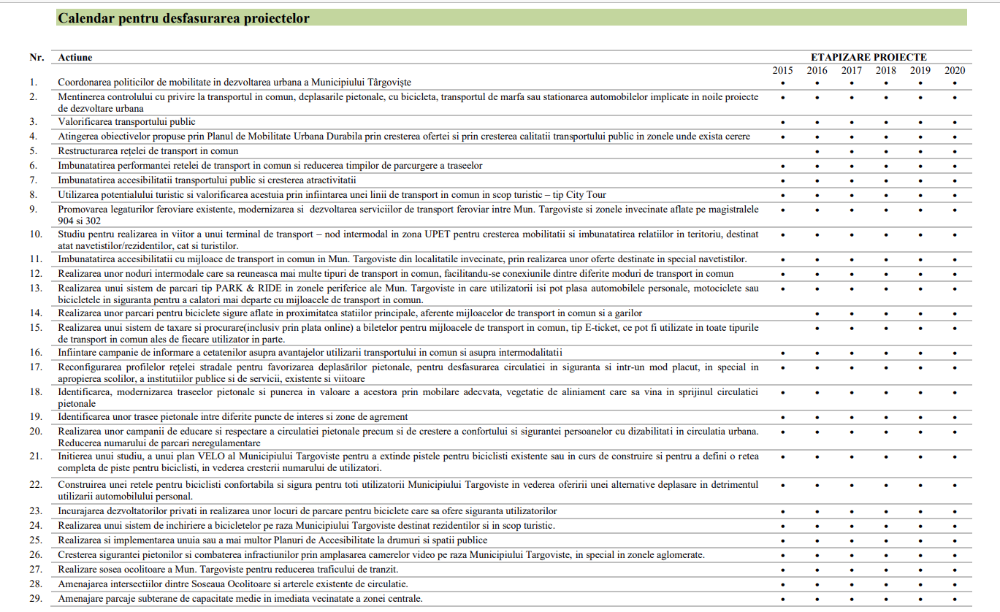 Calendar pentru desfasurarea proiectelor
Nr. Actiune ETAPIZARE PROIECTE
2015 2016 2017 2018 2019 2020
1. Coordonarea politicilor de mobilitate in dezvoltarea urbana a Municipiului Târgoviște • • • • • •
2. Mentinerea controlului cu privire la transportul in comun, deplasarile pietonale, cu bicicleta, transportul de marfa sau stationarea automobilelor implicate in noile proiecte • • • • • •
de dezvoltare urbana
3. Valorificarea transportului public • • • • • •
4. Atingerea obiectivelor propuse prin Planul de Mobilitate Urbana Durabila prin cresterea ofertei si prin cresterea calitatii transportului public in zonele unde exista cerere • • • • • •
5. Restructurarea rețelei de transport in comun • • • • •
6. Imbunatatirea performantei retelei de transport in comun si reducerea timpilor de parcurgere a traseelor • • • • • •
7. Imbunatatirea accesibilitatii transportului public si cresterea atractivitatii • • • • • •
8. Utilizarea potentialului turistic si valorificarea acestuia prin infiintarea unei linii de transport in comun in scop turistic – tip City Tour • • • • • •
9. Promovarea legaturilor feroviare existente, modernizarea si dezvoltarea serviciilor de transport feroviar intre Mun. Targoviste si zonele invecinate aflate pe magistralele • • • • • •
904 si 302
10. Studiu pentru realizarea in viitor a unui terminal de transport – nod intermodal in zona UPET pentru cresterea mobilitatii si imbunatatirea relatiilor in teritoriu, destinat • • • • • •
atat navetistilor/rezidentilor, cat si turistilor.
11. Imbunatatirea accesibilitatii cu mijloace de transport in comun in Mun. Targoviste din localitatile invecinate, prin realizarea unor oferte destinate in special navetistilor. • • • • • •
12. Realizarea unor noduri intermodale care sa reuneasca mai multe tipuri de transport in comun, facilitandu-se conexiunile dintre diferite moduri de transport in comun • • • • • •
13. Realizarea unui sistem de parcari tip PARK & RIDE in zonele periferice ale Mun. Targoviste in care utilizatorii isi pot plasa automobilele personale, motociclete sau • • • • • •
bicicletele in siguranta pentru a calatori mai departe cu mijloacele de transport in comun.
14. Realizarea unor parcari pentru biciclete sigure aflate in proximitatea statiilor principale, aferente mijloacelor de transport in comun si a garilor • • • • •
15. Realizarea unui sistem de taxare si procurare(inclusiv prin plata online) a biletelor pentru mijloacele de transport in comun, tip E-ticket, ce pot fi utilizate in toate tipurile • • • • •
de transport in comun ales de fiecare utilizator in parte.
16. Infiintare campanie de informare a cetatenilor asupra avantajelor utilizarii transportului in comun si asupra intermodalitatii • • • • • •
17. Reconfigurarea profilelor rețelei stradale pentru favorizarea deplasărilor pietonale, pentru desfasurarea circulatiei in siguranta si intr-un mod placut, in special in • • • • • •
apropierea scolilor, a institutiilor publice si de servicii, existente si viitoare
18. Identificarea, modernizarea traseelor pietonale si punerea in valoare a acestora prin mobilare adecvata, vegetatie de aliniament care sa vina in sprijinul circulatiei • • • • • •
pietonale
19. Identificarea unor trasee pietonale intre diferite puncte de interes si zone de agrement • • • • • •
20. Realizarea unor campanii de educare si respectare a circulatiei pietonale precum si de crestere a confortului si sigurantei persoanelor cu dizabilitati in circulatia urbana. • • • • • •
Reducerea numarului de parcari neregulamentare
21. Initierea unui studiu, a unui plan VELO al Municipiului Targoviste pentru a extinde pistele pentru biciclisti existente sau in curs de construire si pentru a defini o retea • • • • • •
completa de piste pentru biciclisti, in vederea cresterii numarului de utilizatori.
22. Construirea unei retele pentru biciclisti confortabila si sigura pentru toti utilizatorii Municipiului Targoviste in vederea oferirii unei alternative deplasare in detrimentul • • • • • •
utilizarii automobilului personal.
23. Incurajarea dezvoltatorilor privati in realizarea unor locuri de parcare pentru biciclete care sa ofere siguranta utilizatorilor • • • • • •
24. Realizarea unui sistem de inchiriere a bicicletelor pe raza Municipiului Targoviste destinat rezidentilor si in scop turistic. • • • • • •
25. Realizarea si implementarea unuia sau a mai multor Planuri de Accesibilitate la drumuri si spatii publice • • • • • •
26. Cresterea sigurantei pietonilor si combaterea infractiunilor prin amplasarea camerelor video pe raza Municipiului Targoviste, in special in zonele aglomerate. • • • • • •
27. Realizare sosea ocolitoare a Mun. Targoviste pentru reducerea traficului de tranzit. • • • • • •
28. Amenajarea intersectiilor dintre Soseaua Ocolitoare si arterele existente de circulatie. • • • • • •
29. Amenajare parcaje subterane de capacitate medie in imediata vecinatate a zonei centrale. • • • • • •